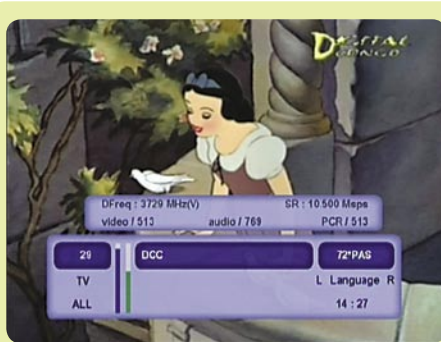 DIGITAL
CONGO
DFreq : 3729 MHz(V) SR : 10.500 Msps
video / 513 audio / 769 PCR / 513
29 DCC 72*PAS
TV L Language R
ALL 14 : 27